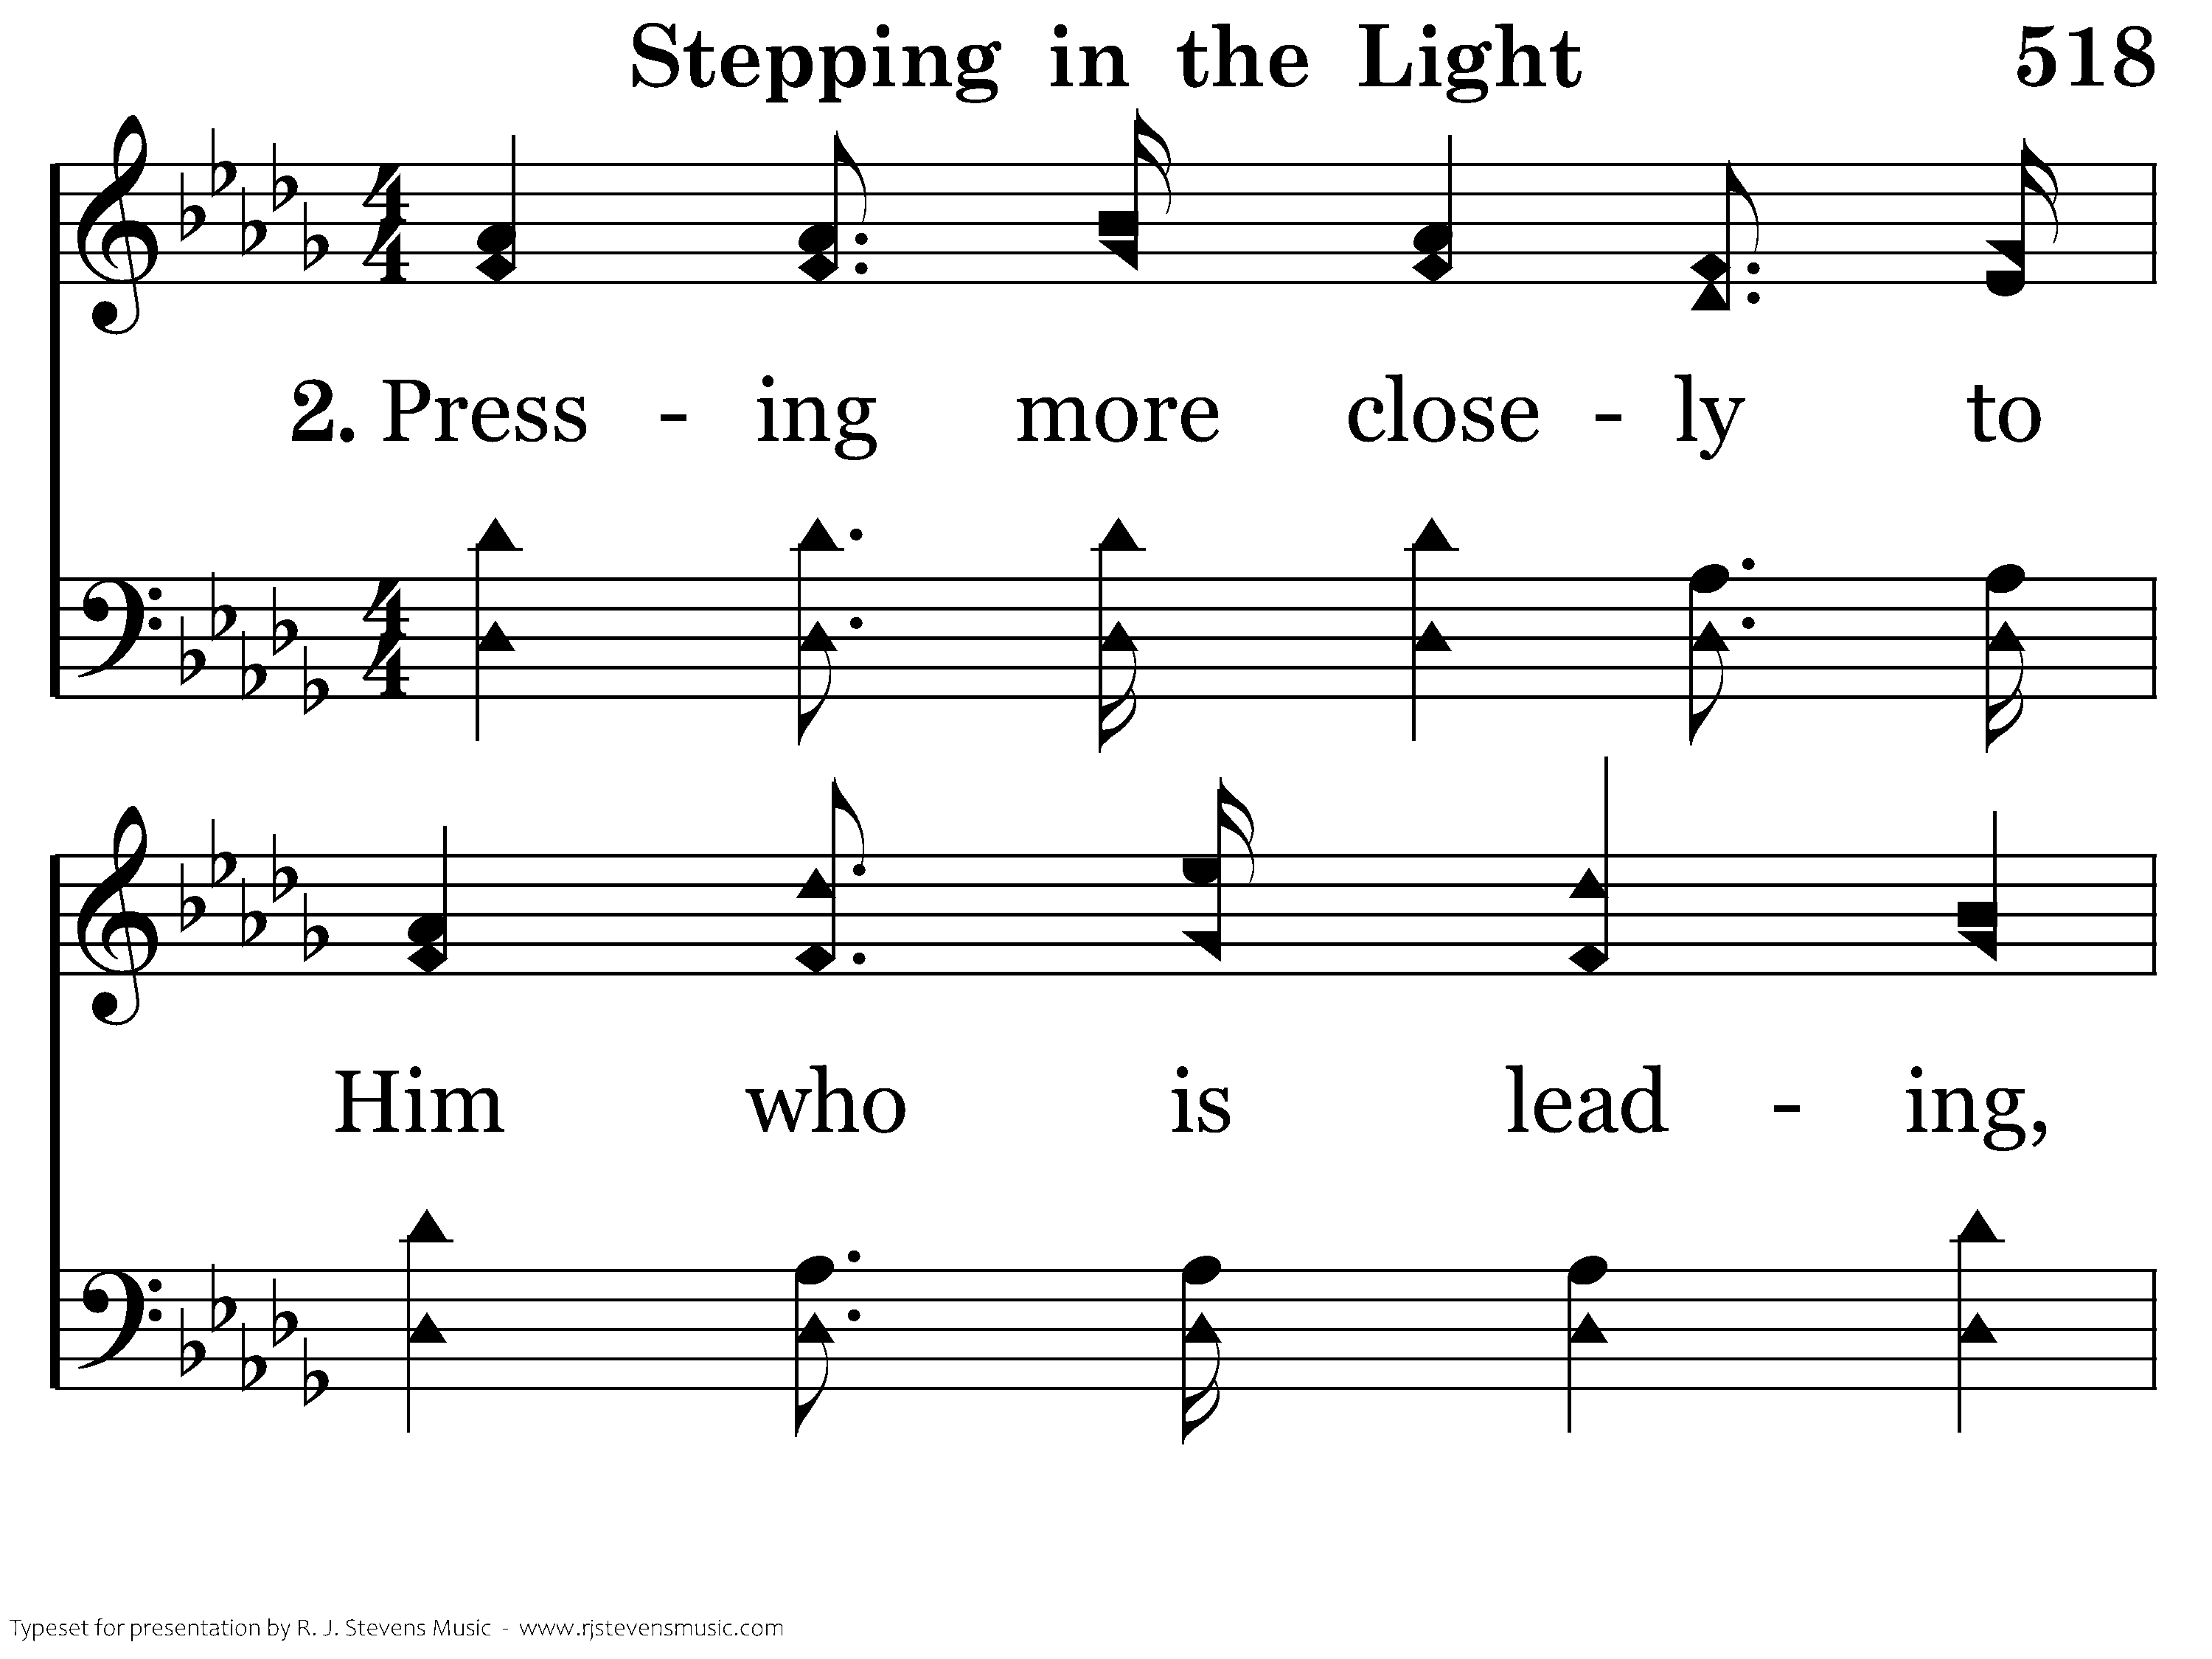 Stepping in the Light 518
2. Press - ing more close - ly to
Him who is lead - ing,
Typeset for presentation by R. J. Stevens Music - www.rjstevensmusic.com